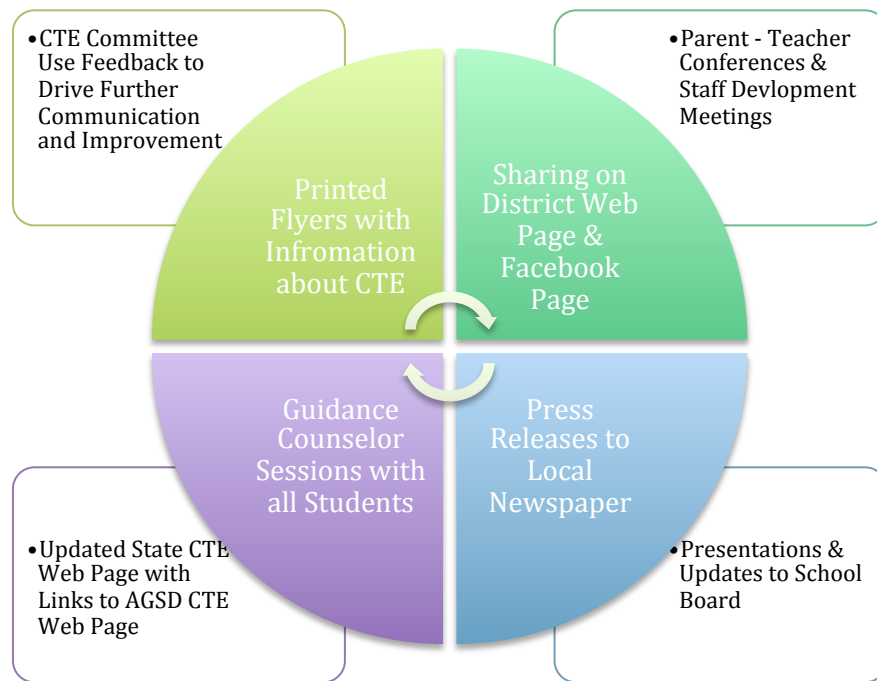 •CTE Committee
Use Feedback to
Drive Further
Communication
and Improvement
•Parent - Teacher
Conferences &
Staff Devlopment
Meetings
Printed
Flyers with
Infromation
about CTE
Sharing on
District Web
Page &
Facebook
Page
Guidance
Counselor
Sessions with
all Students
Press
Releases to
Local
Newspaper
•Updated State CTE
Web Page with
Links to AGSD CTE
Web Page
•Presentations &
Updates to School
Board